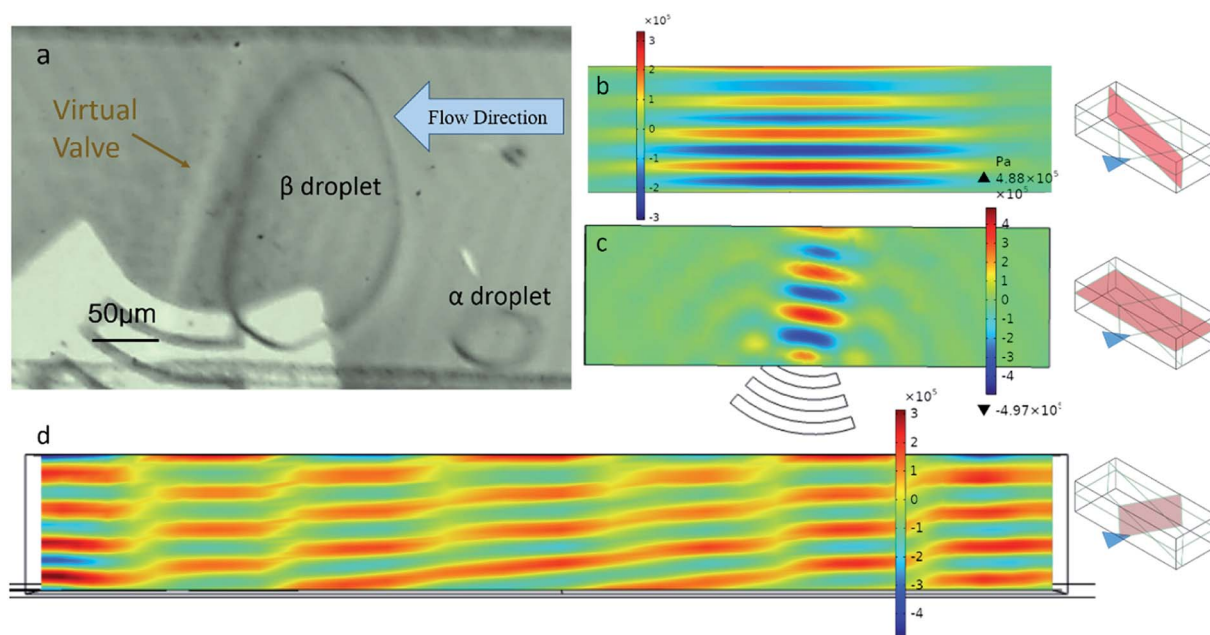 a
Virtual
Valve
Flow Direction
β droplet
α droplet
50μm
b
×10⁵
3
2
1
0
-1
-2
-3
Pa
▲ 4.88×10⁵
×10⁵
c
4
3
2
1
0
-1
-2
-3
-4
▼ -4.97×10⁵
d
×10⁵
3
2
1
0
-1
-2
-3
-4